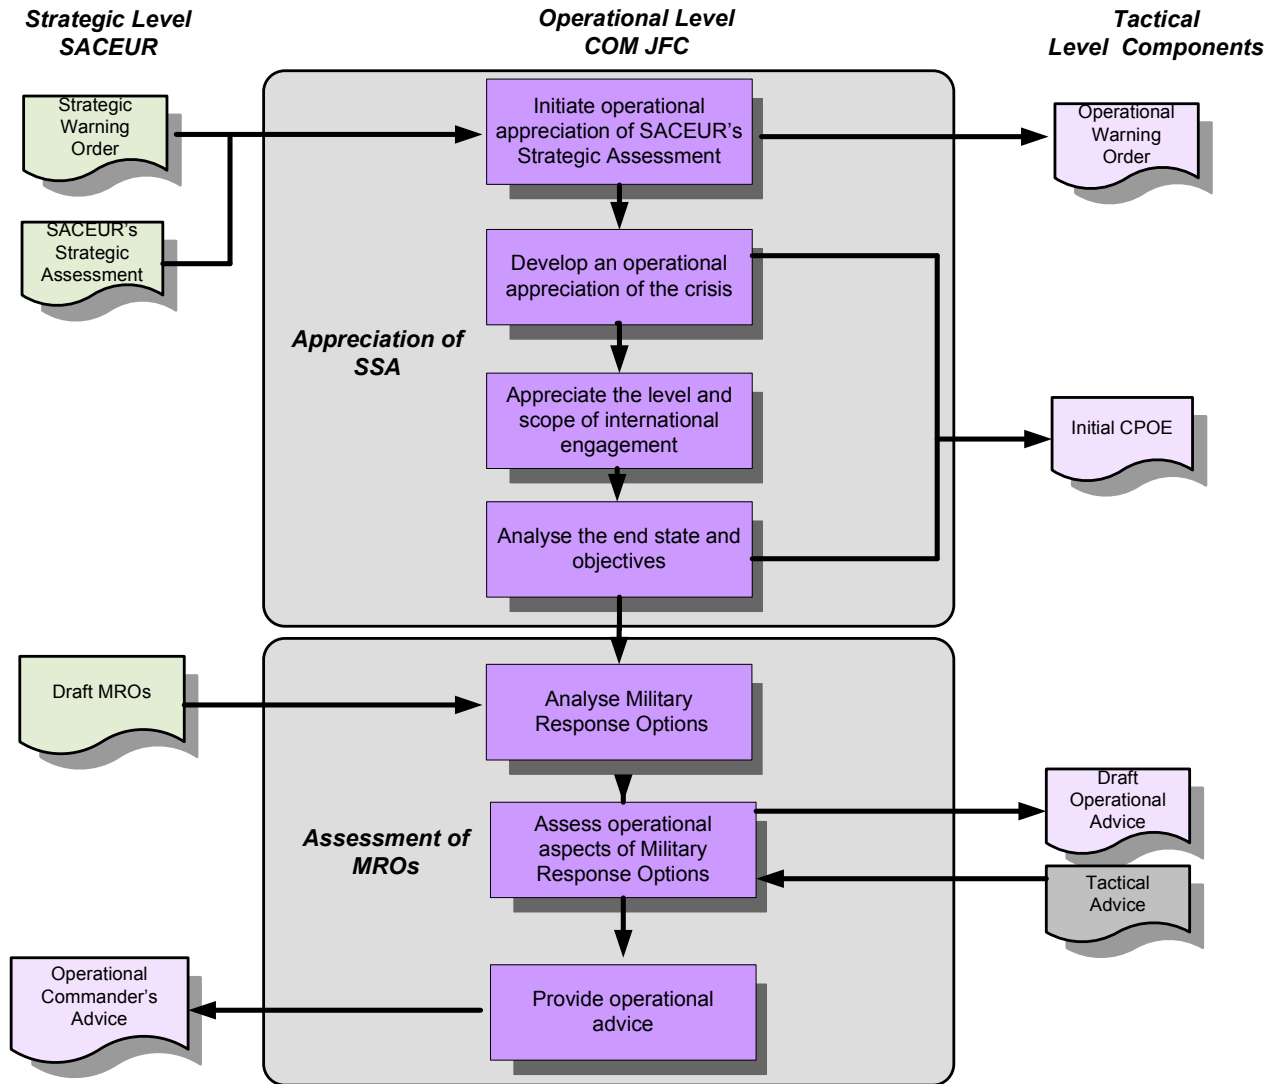 Strategic Level
SACEUR
Operational Level
COM JFC
Tactical
Level Components
Strategic
Warning
Order
Initiate operational
appreciation of SACEUR's
Strategic Assessment
Operational
Warning
Order
SACEUR's
Strategic
Assessment
Develop an operational
appreciation of the crisis
Appreciation of
SSA
Appreciate the level and
scope of international
engagement
Initial CPOE
Analyse the end state and
objectives
Draft MROs
Analyse Military
Response Options
Draft
Operational
Advice
Assessment of
MROs
Assess operational
aspects of Military
Response Options
Tactical
Advice
Operational
Commander's
Advice
Provide operational
advice